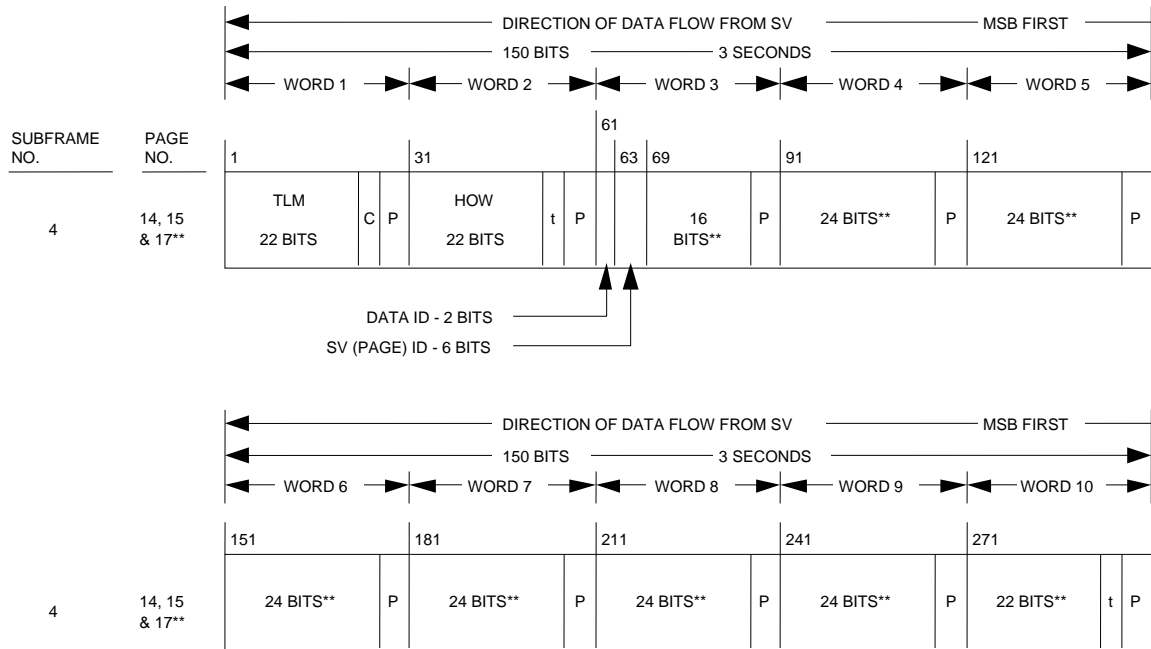 DIRECTION OF DATA FLOW FROM SV MSB FIRST
150 BITS 3 SECONDS
WORD 1 WORD 2 WORD 3 WORD 4 WORD 5
SUBFRAME NO. PAGE NO.
1 31 61 63 69 91 121
4
14, 15 & 17**
TLM
22 BITS
C
P
HOW
22 BITS
t
P
16 BITS**
P
24 BITS**
P
24 BITS**
P
DATA ID - 2 BITS
SV (PAGE) ID - 6 BITS
DIRECTION OF DATA FLOW FROM SV MSB FIRST
150 BITS 3 SECONDS
WORD 6 WORD 7 WORD 8 WORD 9 WORD 10
151 181 211 241 271
4
14, 15 & 17**
24 BITS**
P
24 BITS**
P
24 BITS**
P
24 BITS**
P
22 BITS**
t
P